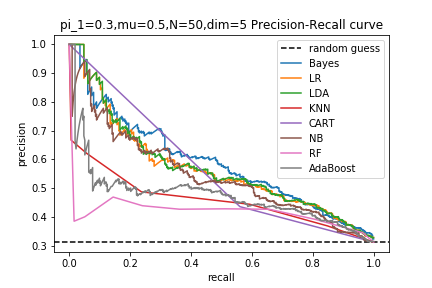 pi_1=0.3,mu=0.5,N=50,dim=5 Precision-Recall curve
random guess
Bayes
LR
LDA
KNN
CART
NB
RF
AdaBoost
precision
1.0
0.9
0.8
0.7
0.6
0.5
0.4
0.3
0.0 0.2 0.4 0.6 0.8 1.0
recall